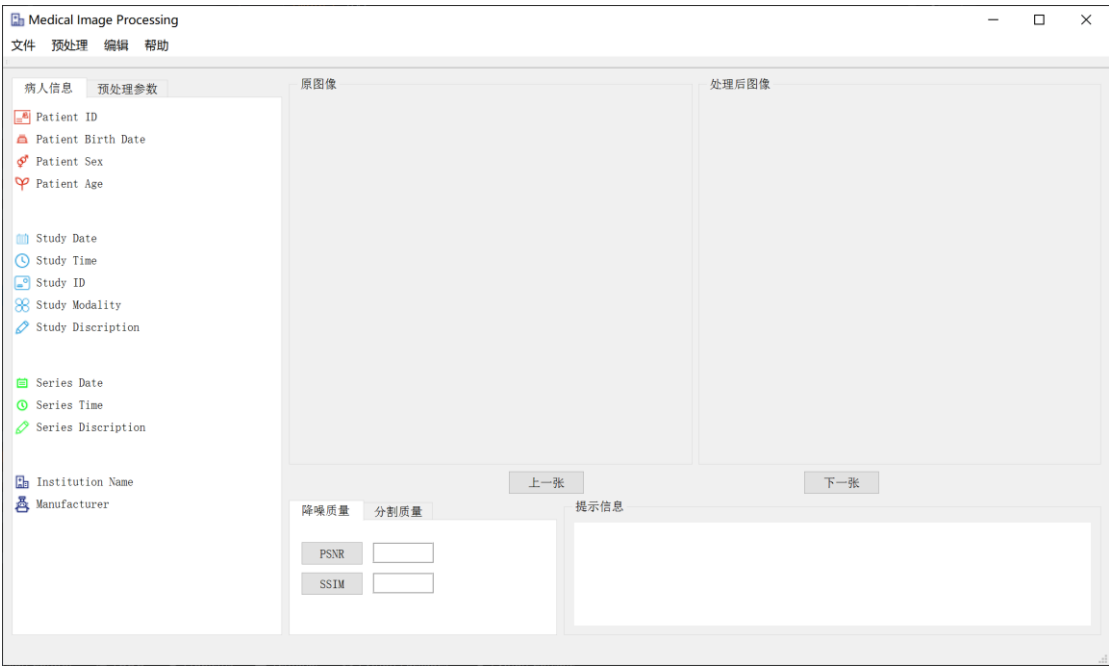 Medical Image Processing
文件 预处理 编辑 帮助
病人信息 预处理参数
Patient ID
Patient Birth Date
Patient Sex
Patient Age
Study Date
Study Time
Study ID
Study Modality
Study Discription
Series Date
Series Time
Series Discription
Institution Name
Manufacturer
原图像
处理后图像
上一张 下一张
降噪质量 分割质量
PSNR
SSIM
提示信息